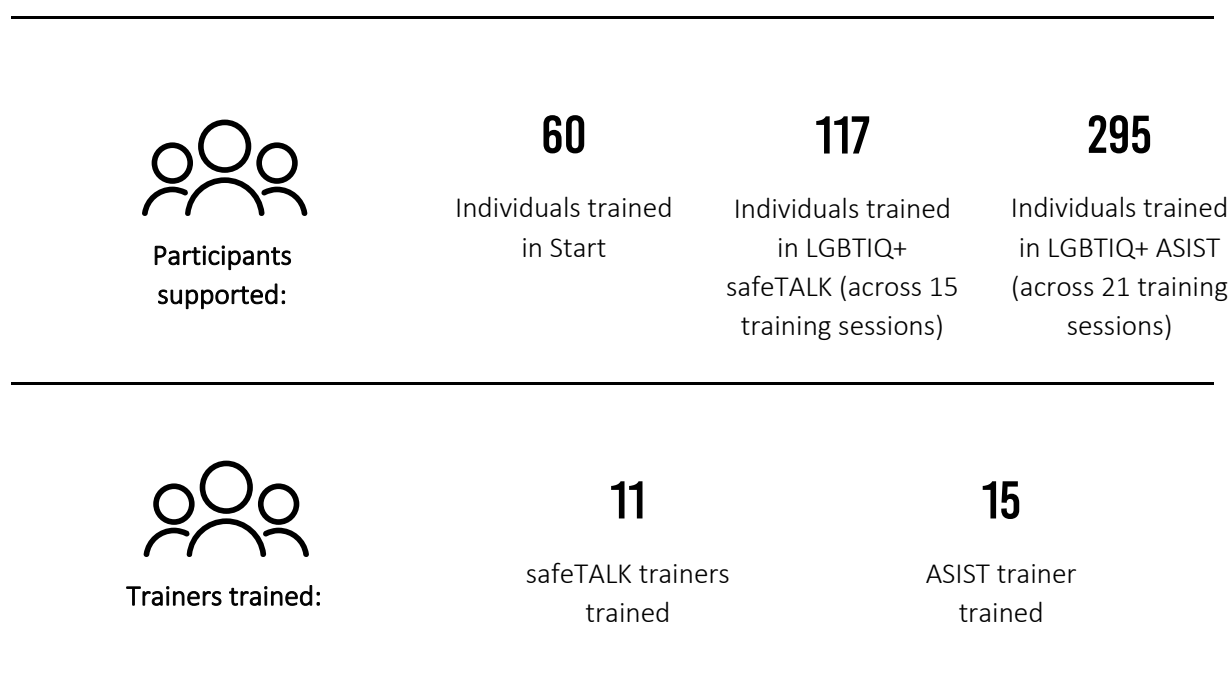 Participants
supported:
60
Individuals trained
in Start
117
Individuals trained
in LGBTIQ+
safeTALK (across 15
training sessions)
295
Individuals trained
in LGBTIQ+ ASIST
(across 21 training
sessions)
Trainers trained:
11
safeTALK trainers
trained
15
ASIST trainer
trained